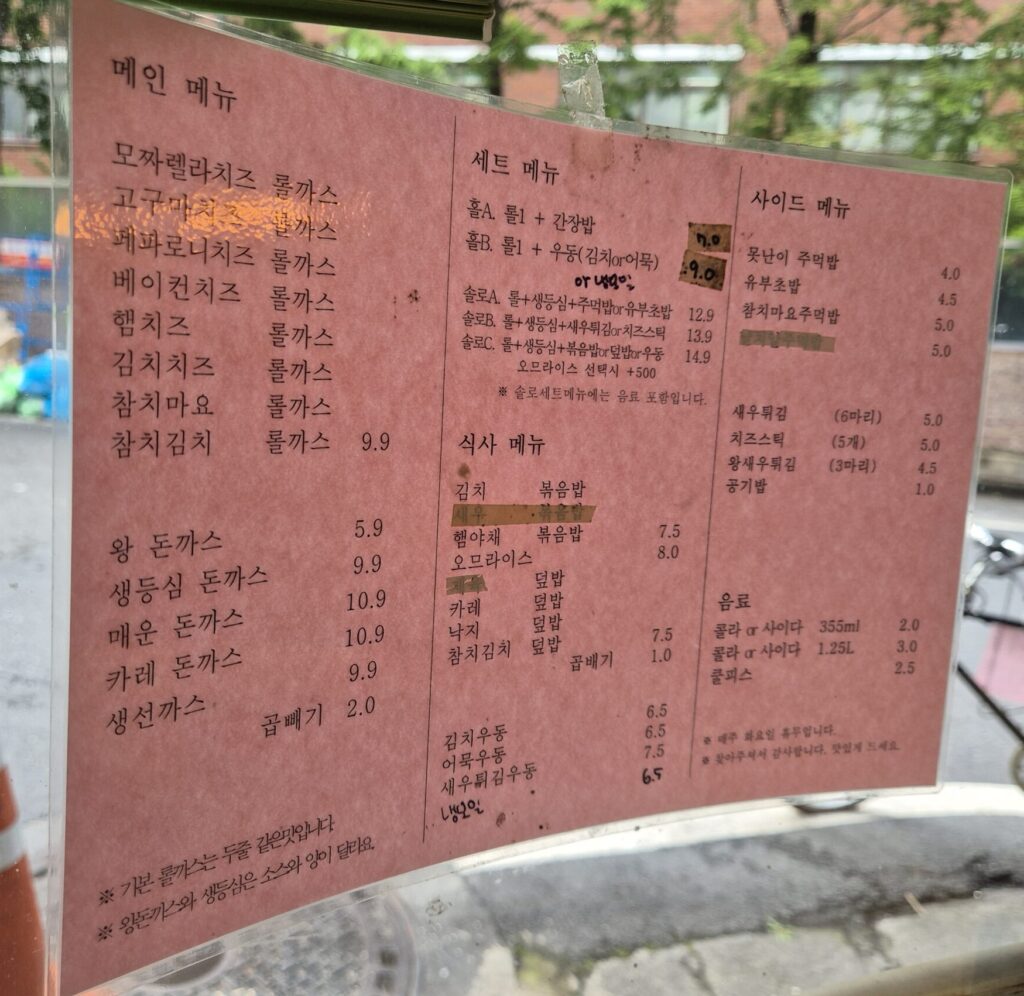 메인 메뉴
모짜렐라치즈 롤까스
고구마치즈 롤까스
페파로니치즈 롤까스
베이컨치즈 롤까스
햄치즈 롤까스
김치치즈 롤까스
참치마요 롤까스
참치김치 롤까스 9.9
왕 돈까스 5.9
생등심 돈까스 9.9
매운 돈까스 10.9
카레 돈까스 10.9
생선까스 9.9
곱빼기 2.0
※ 기본 롤까스는 두줄 같은맛입니다
※ 왕돈까스와 생등심은 소스와 양이 달라요.
세트 메뉴
홀A. 롤1 + 간장밥 7.0
홀B. 롤1 + 우동(김치or어묵) 9.0
or 냉모밀
솔로A. 롤+생등심+주먹밥or유부초밥 12.9
솔로B. 롤+생등심+새우튀김or치즈스틱 13.9
솔로C. 롤+생등심+볶음밥or덮밥or우동 14.9
오므라이스 선택시 +500
※ 솔로세트메뉴에는 음료 포함입니다.
식사 메뉴
김치 볶음밥
새우 볶음밥
햄야채 볶음밥 7.5
오므라이스 8.0
덮밥
카레 덮밥
낙지 덮밥
참치김치 덮밥 7.5
곱배기 1.0
김치우동 6.5
어묵우동 6.5
새우튀김우동 7.5
냉모밀 6.5
사이드 메뉴
못난이 주먹밥 4.0
유부초밥 4.5
참치마요주먹밥 5.0
5.0
새우튀김 (6마리) 5.0
치즈스틱 (5개) 5.0
왕새우튀김 (3마리) 4.5
공기밥 1.0
음료
콜라 or 사이다 355ml 2.0
콜라 or 사이다 1.25L 3.0
쿨피스 2.5
※ 매주 화요일 휴무입니다.
※ 찾아주셔서 감사합니다. 맛있게 드세요.